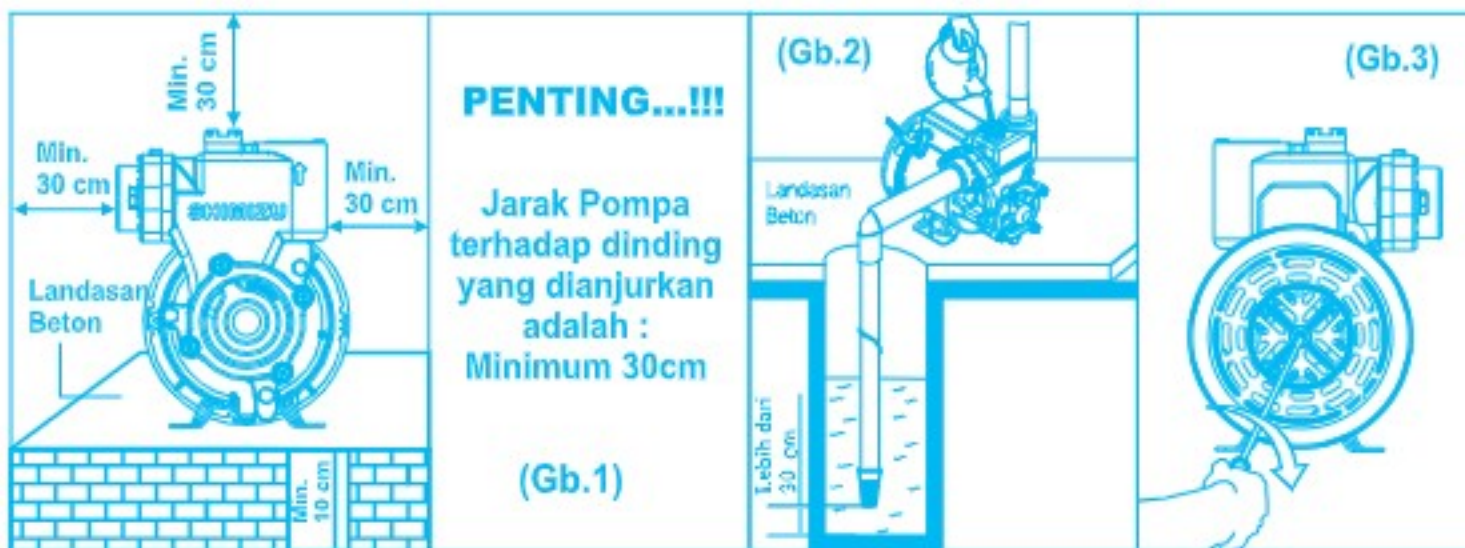 Min.
30 cm
Min.
30 cm
Min.
30 cm
SHIMIZU
Landasan
Beton
Min.
10 cm
PENTING...!!!
Jarak Pompa
terhadap dinding
yang dianjurkan
adalah :
Minimum 30cm
(Gb.1)
(Gb.2)
Landasan
Beton
Lebih dari
30 cm
(Gb.3)